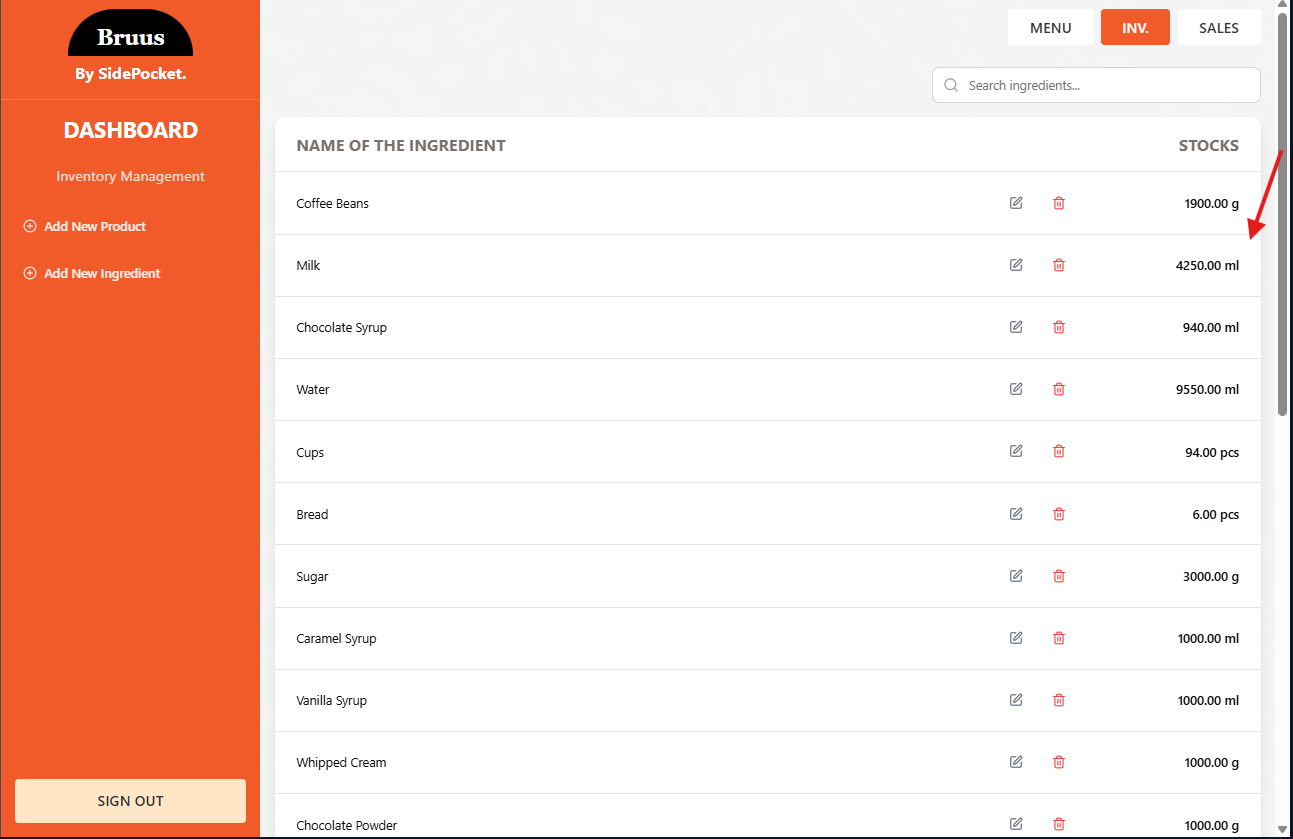 Bruus
By SidePocket.
DASHBOARD
Inventory Management
Add New Product
Add New Ingredient
SIGN OUT
MENU
INV.
SALES
Search ingredients...
NAME OF THE INGREDIENT STOCKS
Coffee Beans 1900.00 g
Milk 4250.00 ml
Chocolate Syrup 940.00 ml
Water 9550.00 ml
Cups 94.00 pcs
Bread 6.00 pcs
Sugar 3000.00 g
Caramel Syrup 1000.00 ml
Vanilla Syrup 1000.00 ml
Whipped Cream 1000.00 g
Chocolate Powder 1000.00 g